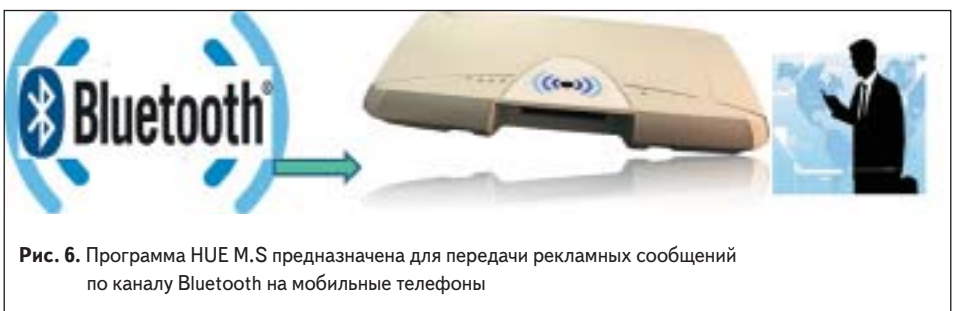 Bluetooth®
Рис. 6. Программа HUE M.S предназначена для передачи рекламных сообщений
по каналу Bluetooth на мобильные телефоны